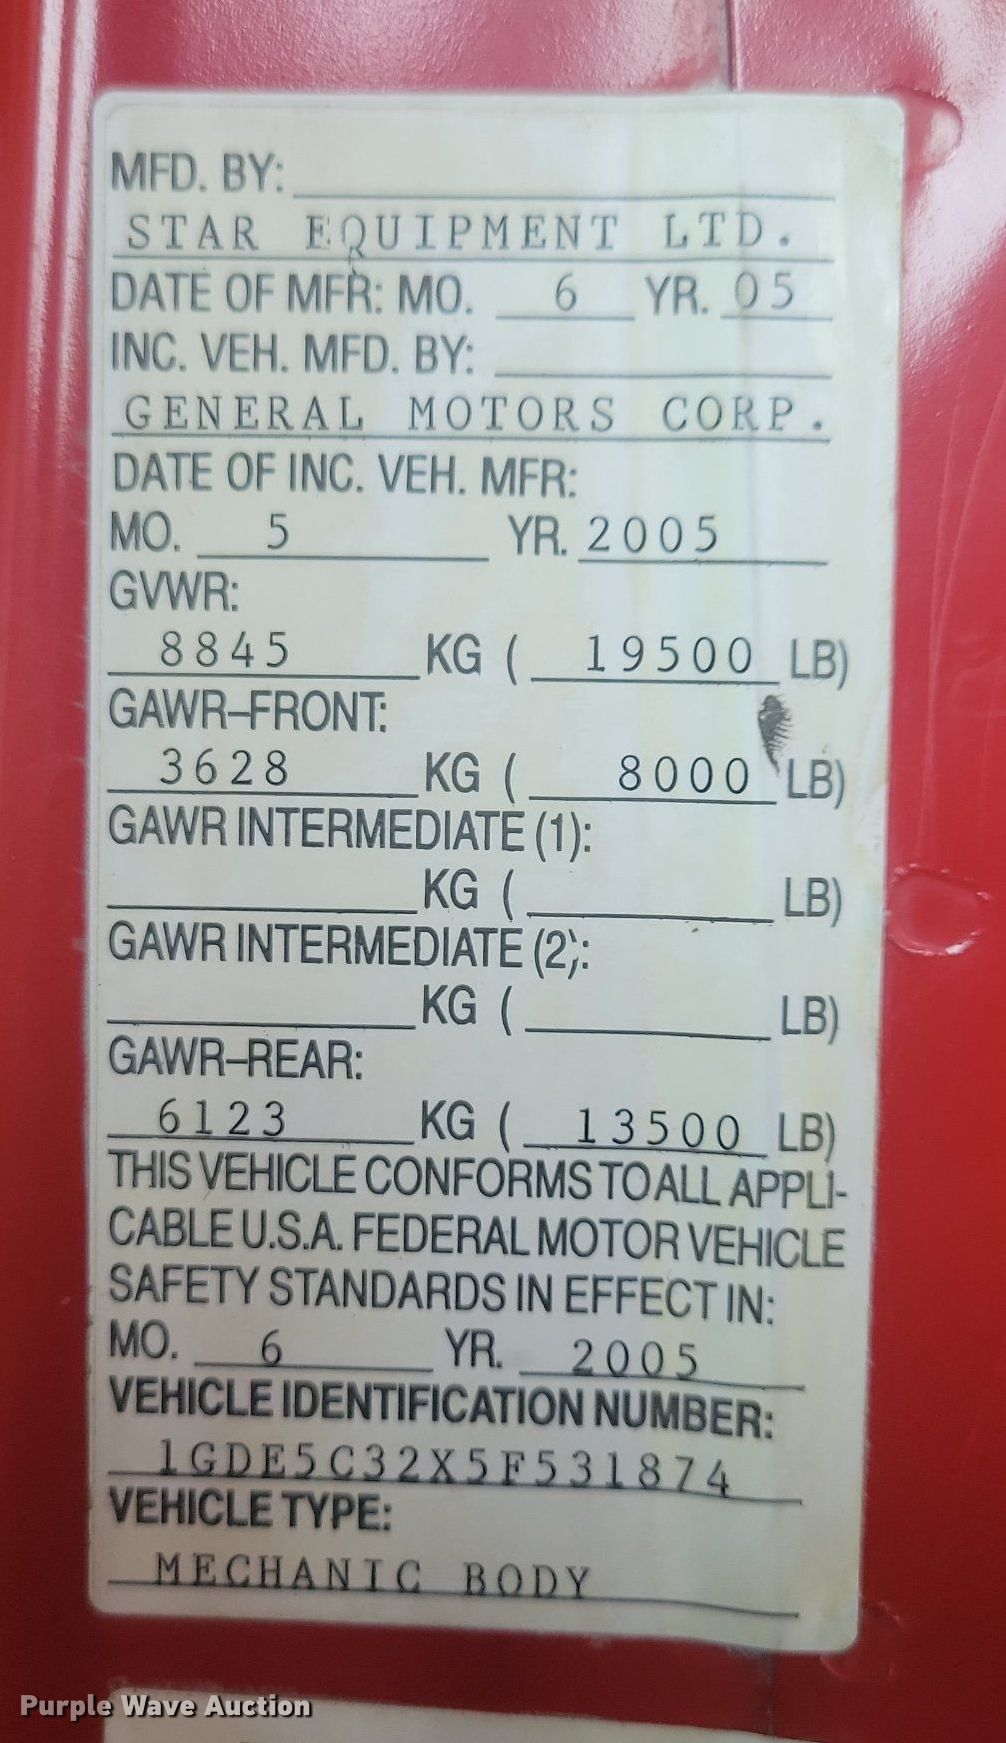 MFD. BY:
STAR EQUIPMENT LTD.
DATE OF MFR: MO. 6 YR. 05
INC. VEH. MFD. BY:
GENERAL MOTORS CORP.
DATE OF INC. VEH. MFR:
MO. 5 YR. 2005
GVWR:
8845 KG ( 19500 LB)
GAWR–FRONT:
3628 KG ( 8000 LB)
GAWR INTERMEDIATE (1):
KG ( LB)
GAWR INTERMEDIATE (2):
KG ( LB)
GAWR–REAR:
6123 KG ( 13500 LB)
THIS VEHICLE CONFORMS TO ALL APPLI-
CABLE U.S.A. FEDERAL MOTOR VEHICLE
SAFETY STANDARDS IN EFFECT IN:
MO. 6 YR. 2005
VEHICLE IDENTIFICATION NUMBER:
1GDE5C32X5F531874
VEHICLE TYPE:
MECHANIC BODY
Purple Wave Auction